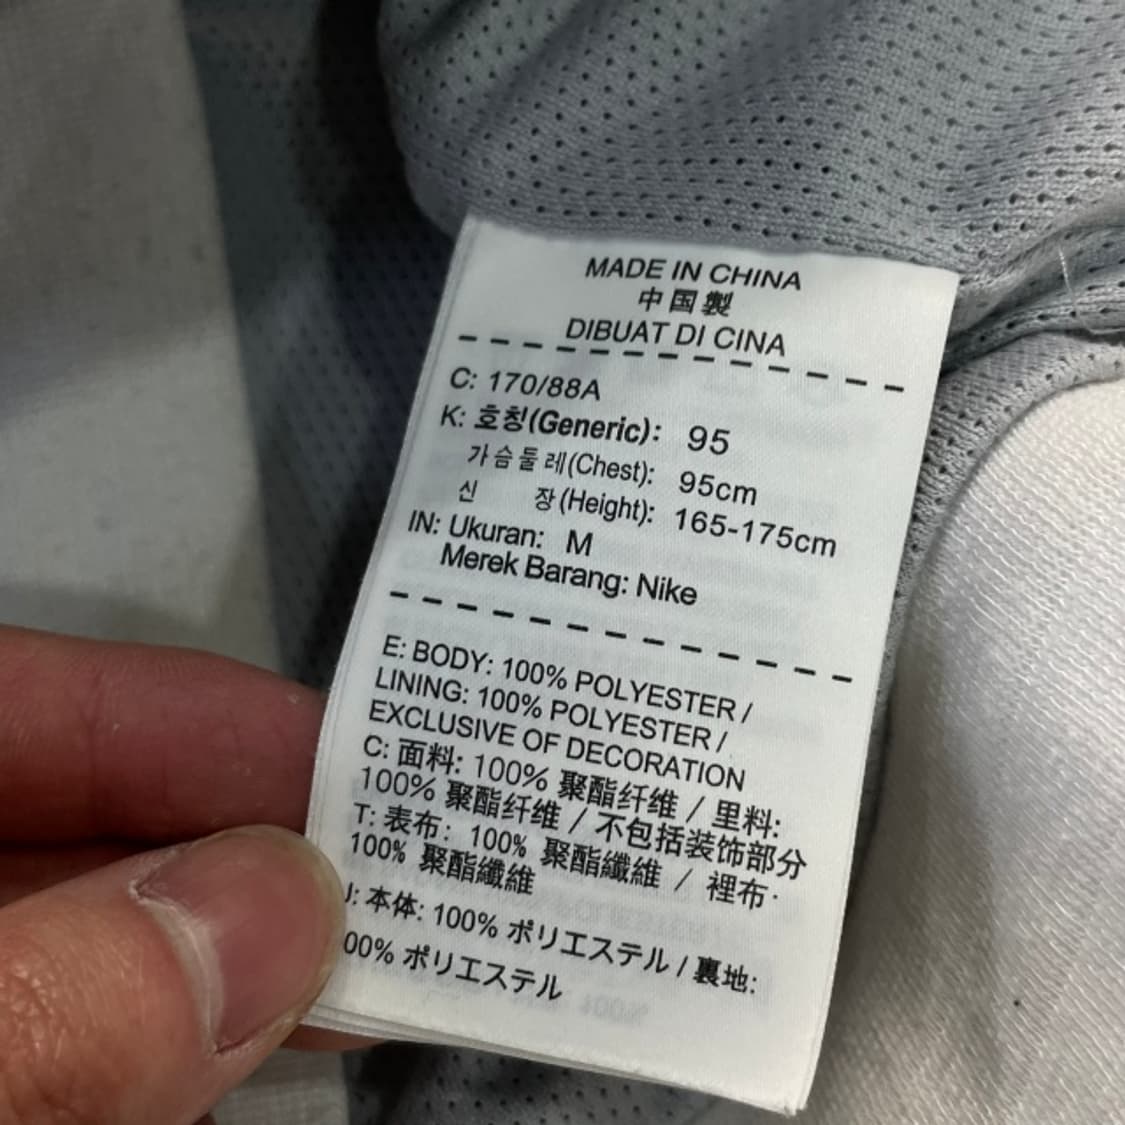 MADE IN CHINA
中国製
DIBUAT DI CINA
C: 170/88A
K: 호칭(Generic): 95
가슴둘레(Chest): 95cm
신 장(Height): 165-175cm
IN: Ukuran: M
Merek Barang: Nike
E: BODY: 100% POLYESTER /
LINING: 100% POLYESTER /
EXCLUSIVE OF DECORATION
C: 面料: 100% 聚酯纤维 / 里料:
100% 聚酯纤维 / 不包括装饰部分
T: 表布: 100% 聚酯纖維 / 裡布:
100% 聚酯纖維
J: 本体: 100% ポリエステル / 裏地:
00% ポリエステル